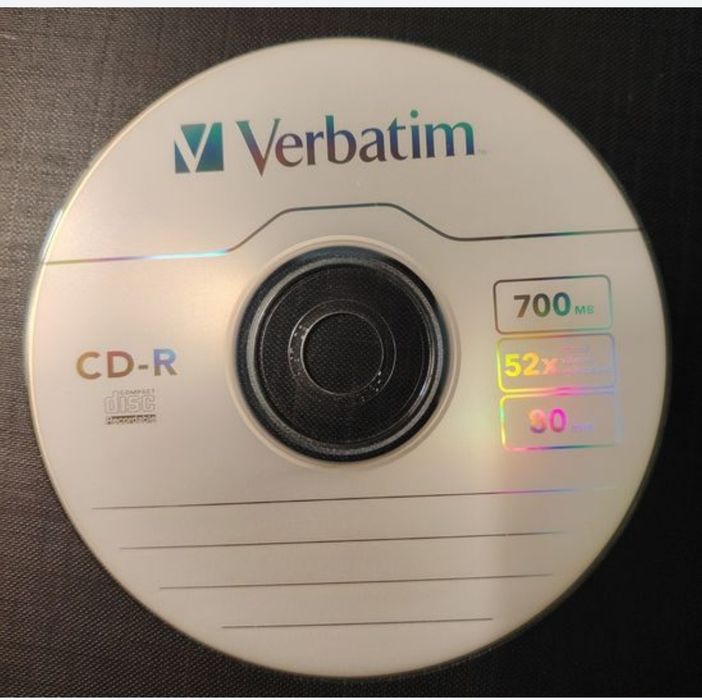 Verbatim
700 MB
52x
CD-R
80 min
COMPACT
disc
Recordable